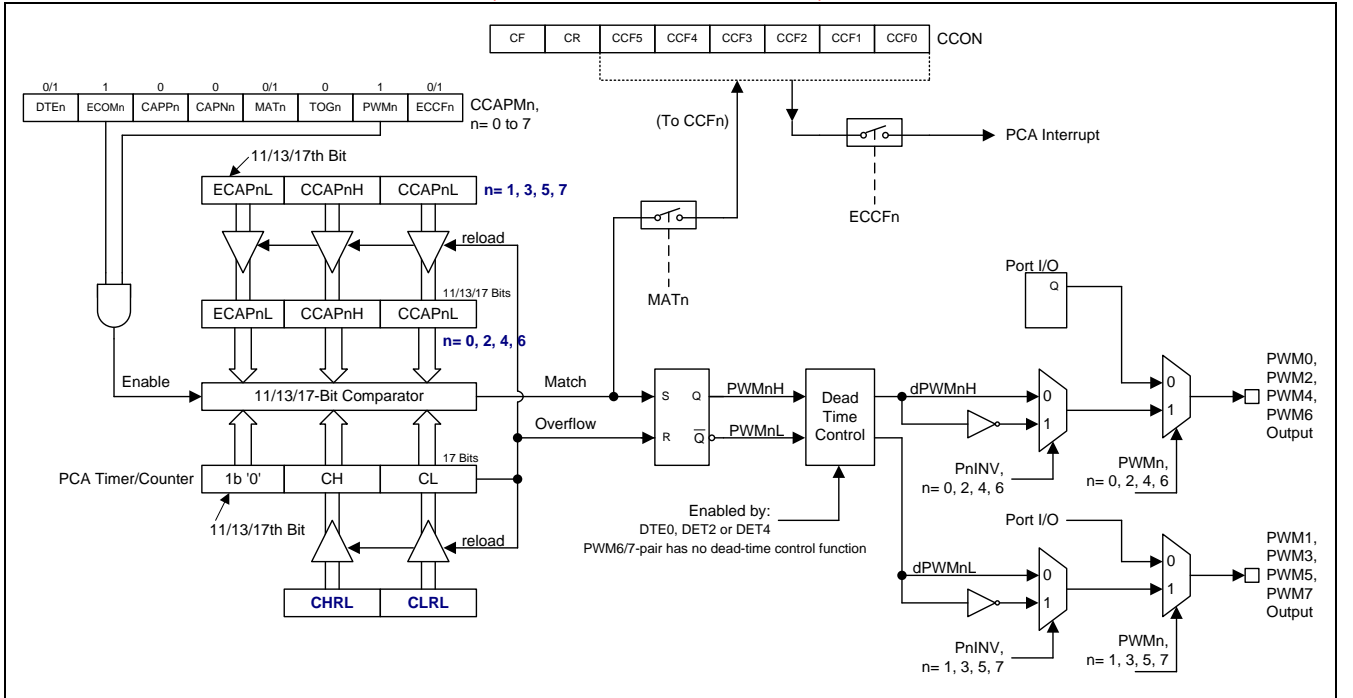 CF CR CCF5 CCF4 CCF3 CCF2 CCF1 CCF0 CCON
0/1 1 0 0 0/1 0 1 0/1
DTEn ECOMn CAPPn CAPNn MATn TOGn PWMn ECCFn
CCAPMn,
n= 0 to 7
(To CCFn)
PCA Interrupt
ECCFn
11/13/17th Bit
ECAPnL CCAPnH CCAPnL n= 1, 3, 5, 7
reload
MATn
11/13/17 Bits
ECAPnL CCAPnH CCAPnL
n= 0, 2, 4, 6
Enable
11/13/17-Bit Comparator
Match
Overflow
S Q
R Q
PWMnH
PWMnL
Dead
Time
Control
dPWMnH
Port I/O
Q
0
1
0
1
PnINV,
n= 0, 2, 4, 6
PWMn,
n= 0, 2, 4, 6
PWM0,
PWM2,
PWM4,
PWM6
Output
17 Bits
PCA Timer/Counter 1b '0' CH CL
11/13/17th Bit
reload
CHRL CLRL
Enabled by:
DTE0, DET2 or DET4
PWM6/7-pair has no dead-time control function
Port I/O
dPWMnL
0
1
0
1
PnINV,
n= 1, 3, 5, 7
PWMn,
n= 1, 3, 5, 7
PWM1,
PWM3,
PWM5,
PWM7
Output